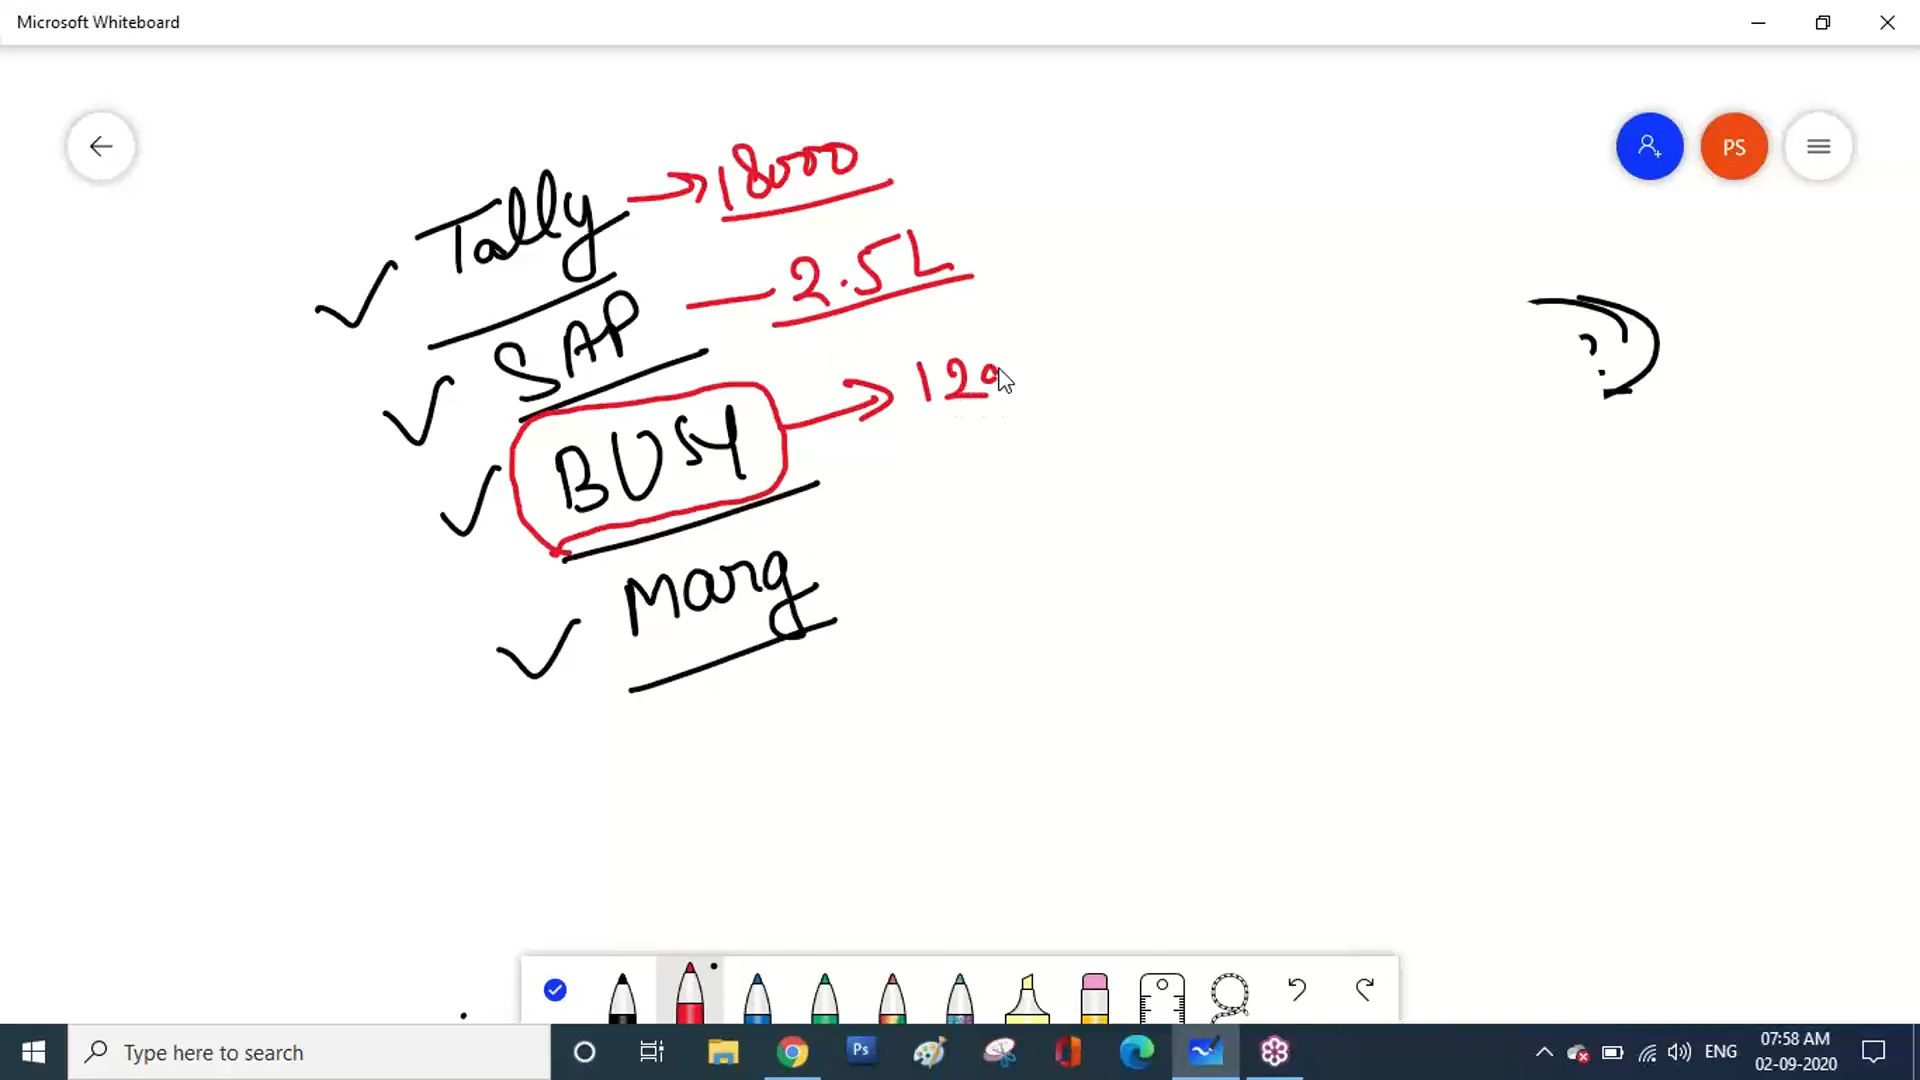 Microsoft Whiteboard
PS
Tally → 18000
SAP — 2.5L
BUSY → 120
Marg
??
Ps
Type here to search
ENG
07:58 AM
02-09-2020